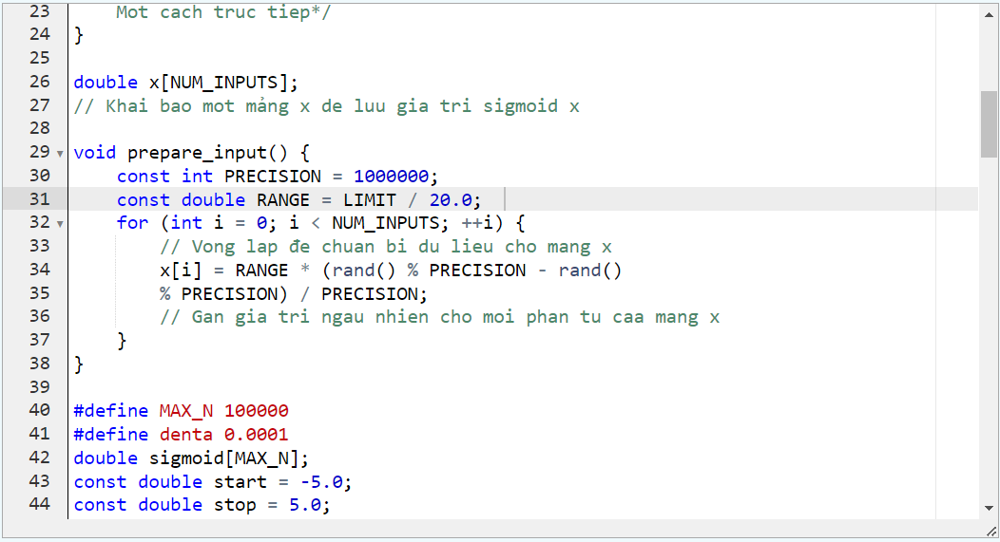 23 Mot cach truc tiep*/
24 }
25
26 double x[NUM_INPUTS];
27 // Khai bao mot mảng x de luu gia tri sigmoid x
28
29 void prepare_input() {
30 const int PRECISION = 1000000;
31 const double RANGE = LIMIT / 20.0;
32 for (int i = 0; i < NUM_INPUTS; ++i) {
33 // Vong lap đe chuan bi du lieu cho mang x
34 x[i] = RANGE * (rand() % PRECISION - rand()
35 % PRECISION) / PRECISION;
36 // Gan gia tri ngau nhien cho moi phan tu caa mang x
37 }
38 }
39
40 #define MAX_N 100000
41 #define denta 0.0001
42 double sigmoid[MAX_N];
43 const double start = -5.0;
44 const double stop = 5.0;